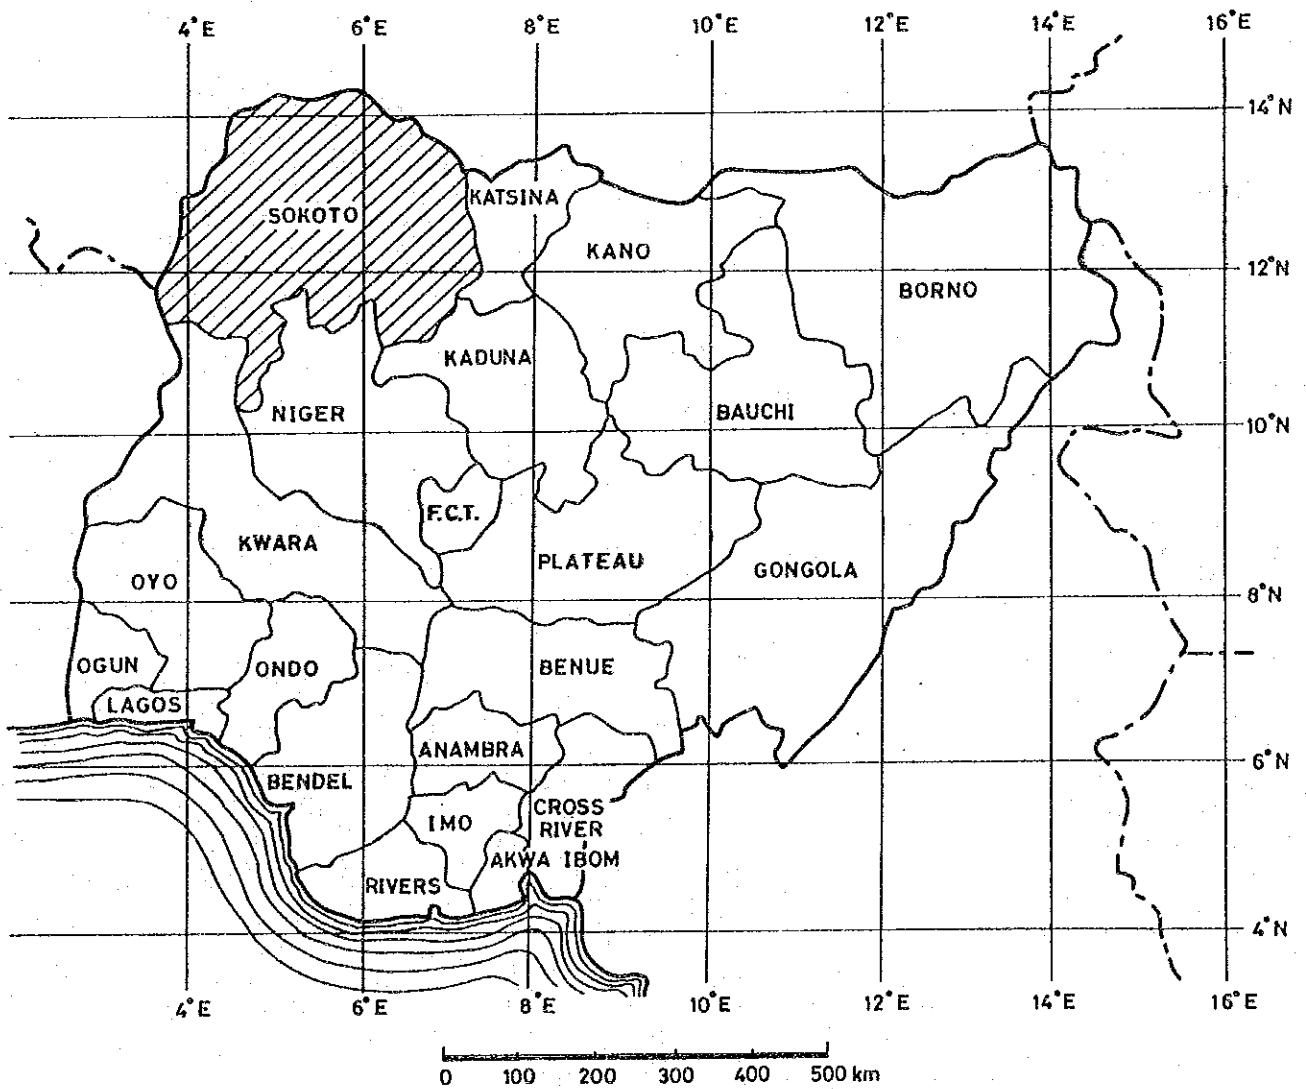 4°E 6°E 8°E 10°E 12°E 14°E 16°E
14°N
KATSINA
SOKOTO
KANO
12°N
BORNO
KADUNA
NIGER
BAUCHI
10°N
F.C.T.
KWARA
PLATEAU
GONGOLA
OYO
8°N
OGUN
ONDO
BENUE
LAGOS
ANAMBRA
6°N
BENDEL
CROSS
RIVER
IMO
AKWA IBOM
RIVERS
4°N
4°E 6°E 8°E 10°E 12°E 14°E 16°E
0 100 200 300 400 500 km